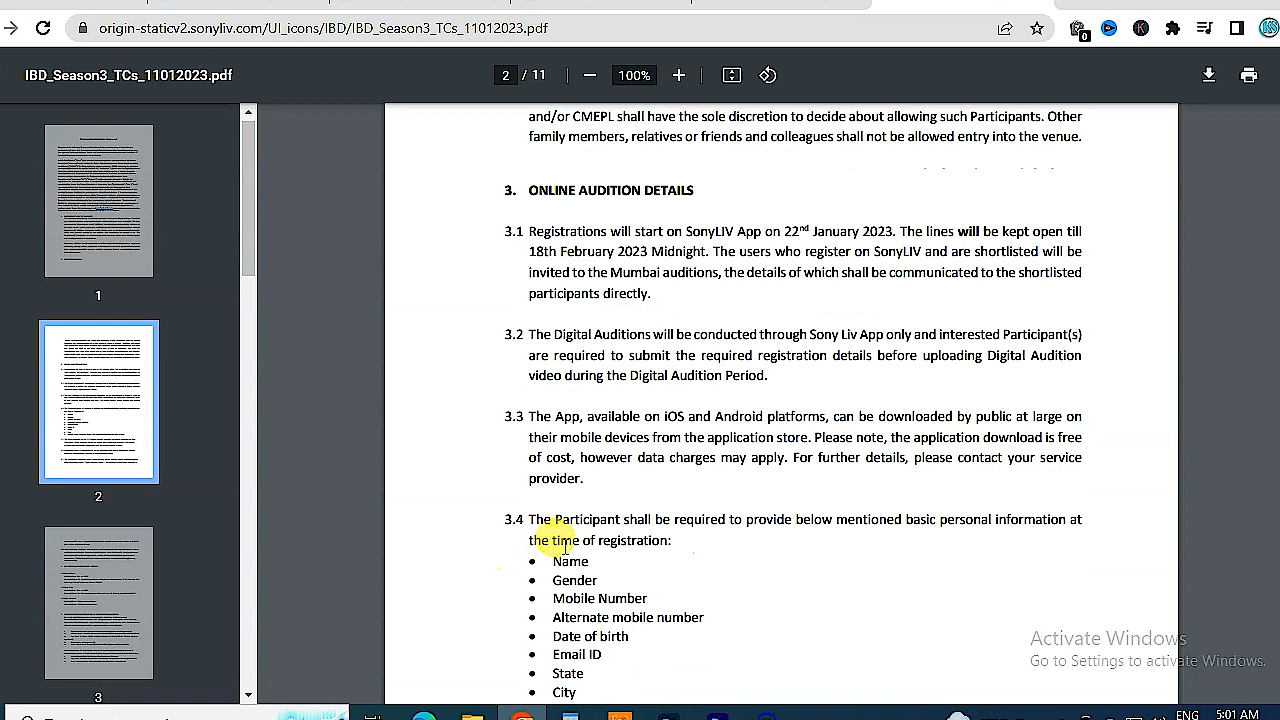 origin-staticv2.sonyliv.com/UI_icons/IBD/IBD_Season3_TCs_11012023.pdf
0
K
IBD_Season3_TCs_11012023.pdf
2 / 11
100%
and/or CMEPL shall have the sole discretion to decide about allowing such Participants. Other
family members, relatives or friends and colleagues shall not be allowed entry into the venue.
3. ONLINE AUDITION DETAILS
3.1 Registrations will start on SonyLIV App on 22nd January 2023. The lines will be kept open till
18th February 2023 Midnight. The users who register on SonyLIV and are shortlisted will be
invited to the Mumbai auditions, the details of which shall be communicated to the shortlisted
participants directly.
3.2 The Digital Auditions will be conducted through Sony Liv App only and interested Participant(s)
are required to submit the required registration details before uploading Digital Audition
video during the Digital Audition Period.
3.3 The App, available on iOS and Android platforms, can be downloaded by public at large on
their mobile devices from the application store. Please note, the application download is free
of cost, however data charges may apply. For further details, please contact your service
provider.
3.4 The Participant shall be required to provide below mentioned basic personal information at
the time of registration:
• Name
• Gender
• Mobile Number
• Alternate mobile number
• Date of birth
• Email ID
• State
• City
1
2
3
Activate Windows
Go to Settings to activate Windows.
ENG 5:01 AM